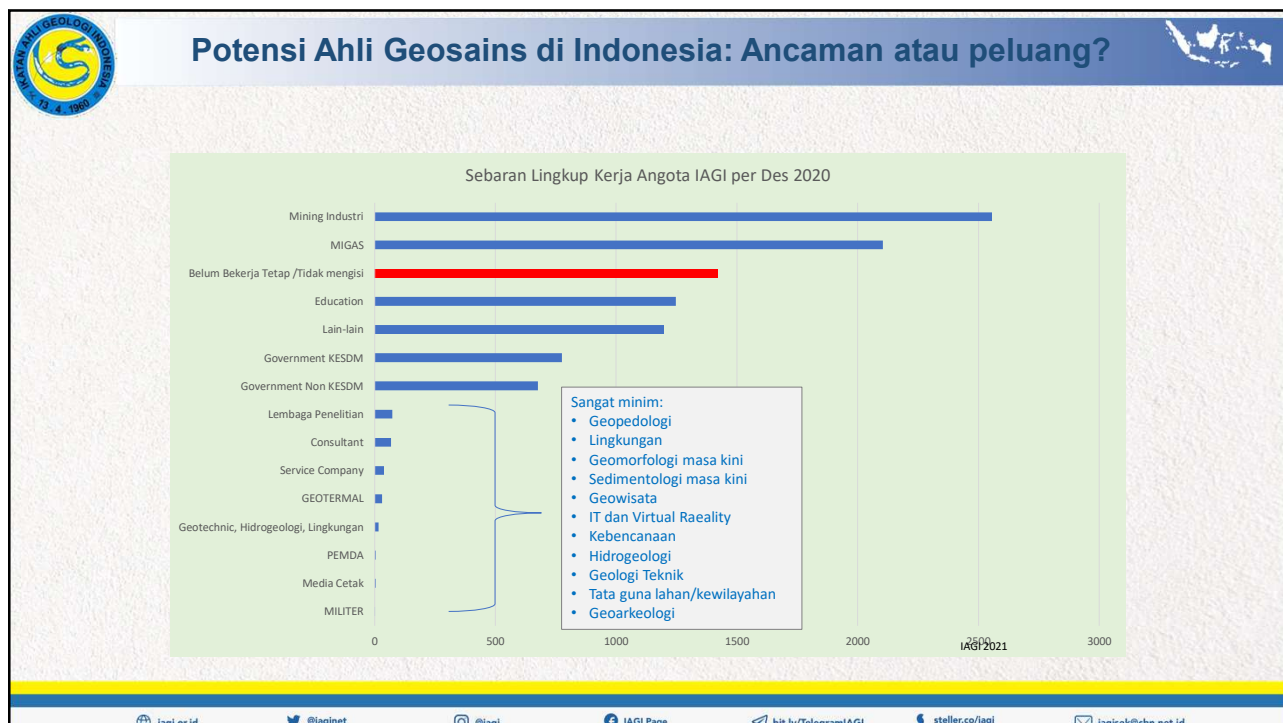 IKATAN AHLI GEOLOGI INDONESIA
13 . 4 . 1960
Potensi Ahli Geosains di Indonesia: Ancaman atau peluang?
Sebaran Lingkup Kerja Angota IAGI per Des 2020
Mining Industri
MIGAS
Belum Bekerja Tetap /Tidak mengisi
Education
Lain-lain
Government KESDM
Government Non KESDM
Lembaga Penelitian
Consultant
Service Company
GEOTERMAL
Geotechnic, Hidrogeologi, Lingkungan
PEMDA
Media Cetak
MILITER
Sangat minim:
• Geopedologi
• Lingkungan
• Geomorfologi masa kini
• Sedimentologi masa kini
• Geowisata
• IT dan Virtual Raeality
• Kebencanaan
• Hidrogeologi
• Geologi Teknik
• Tata guna lahan/kewilayahan
• Geoarkeologi
0 500 1000 1500 2000 2500 3000
IAGI 2021
iagi.or.id @iaginet @iagi IAGI Page bit.ly/TelegramIAGI steller.co/iagi iagisek@cbn.net.id